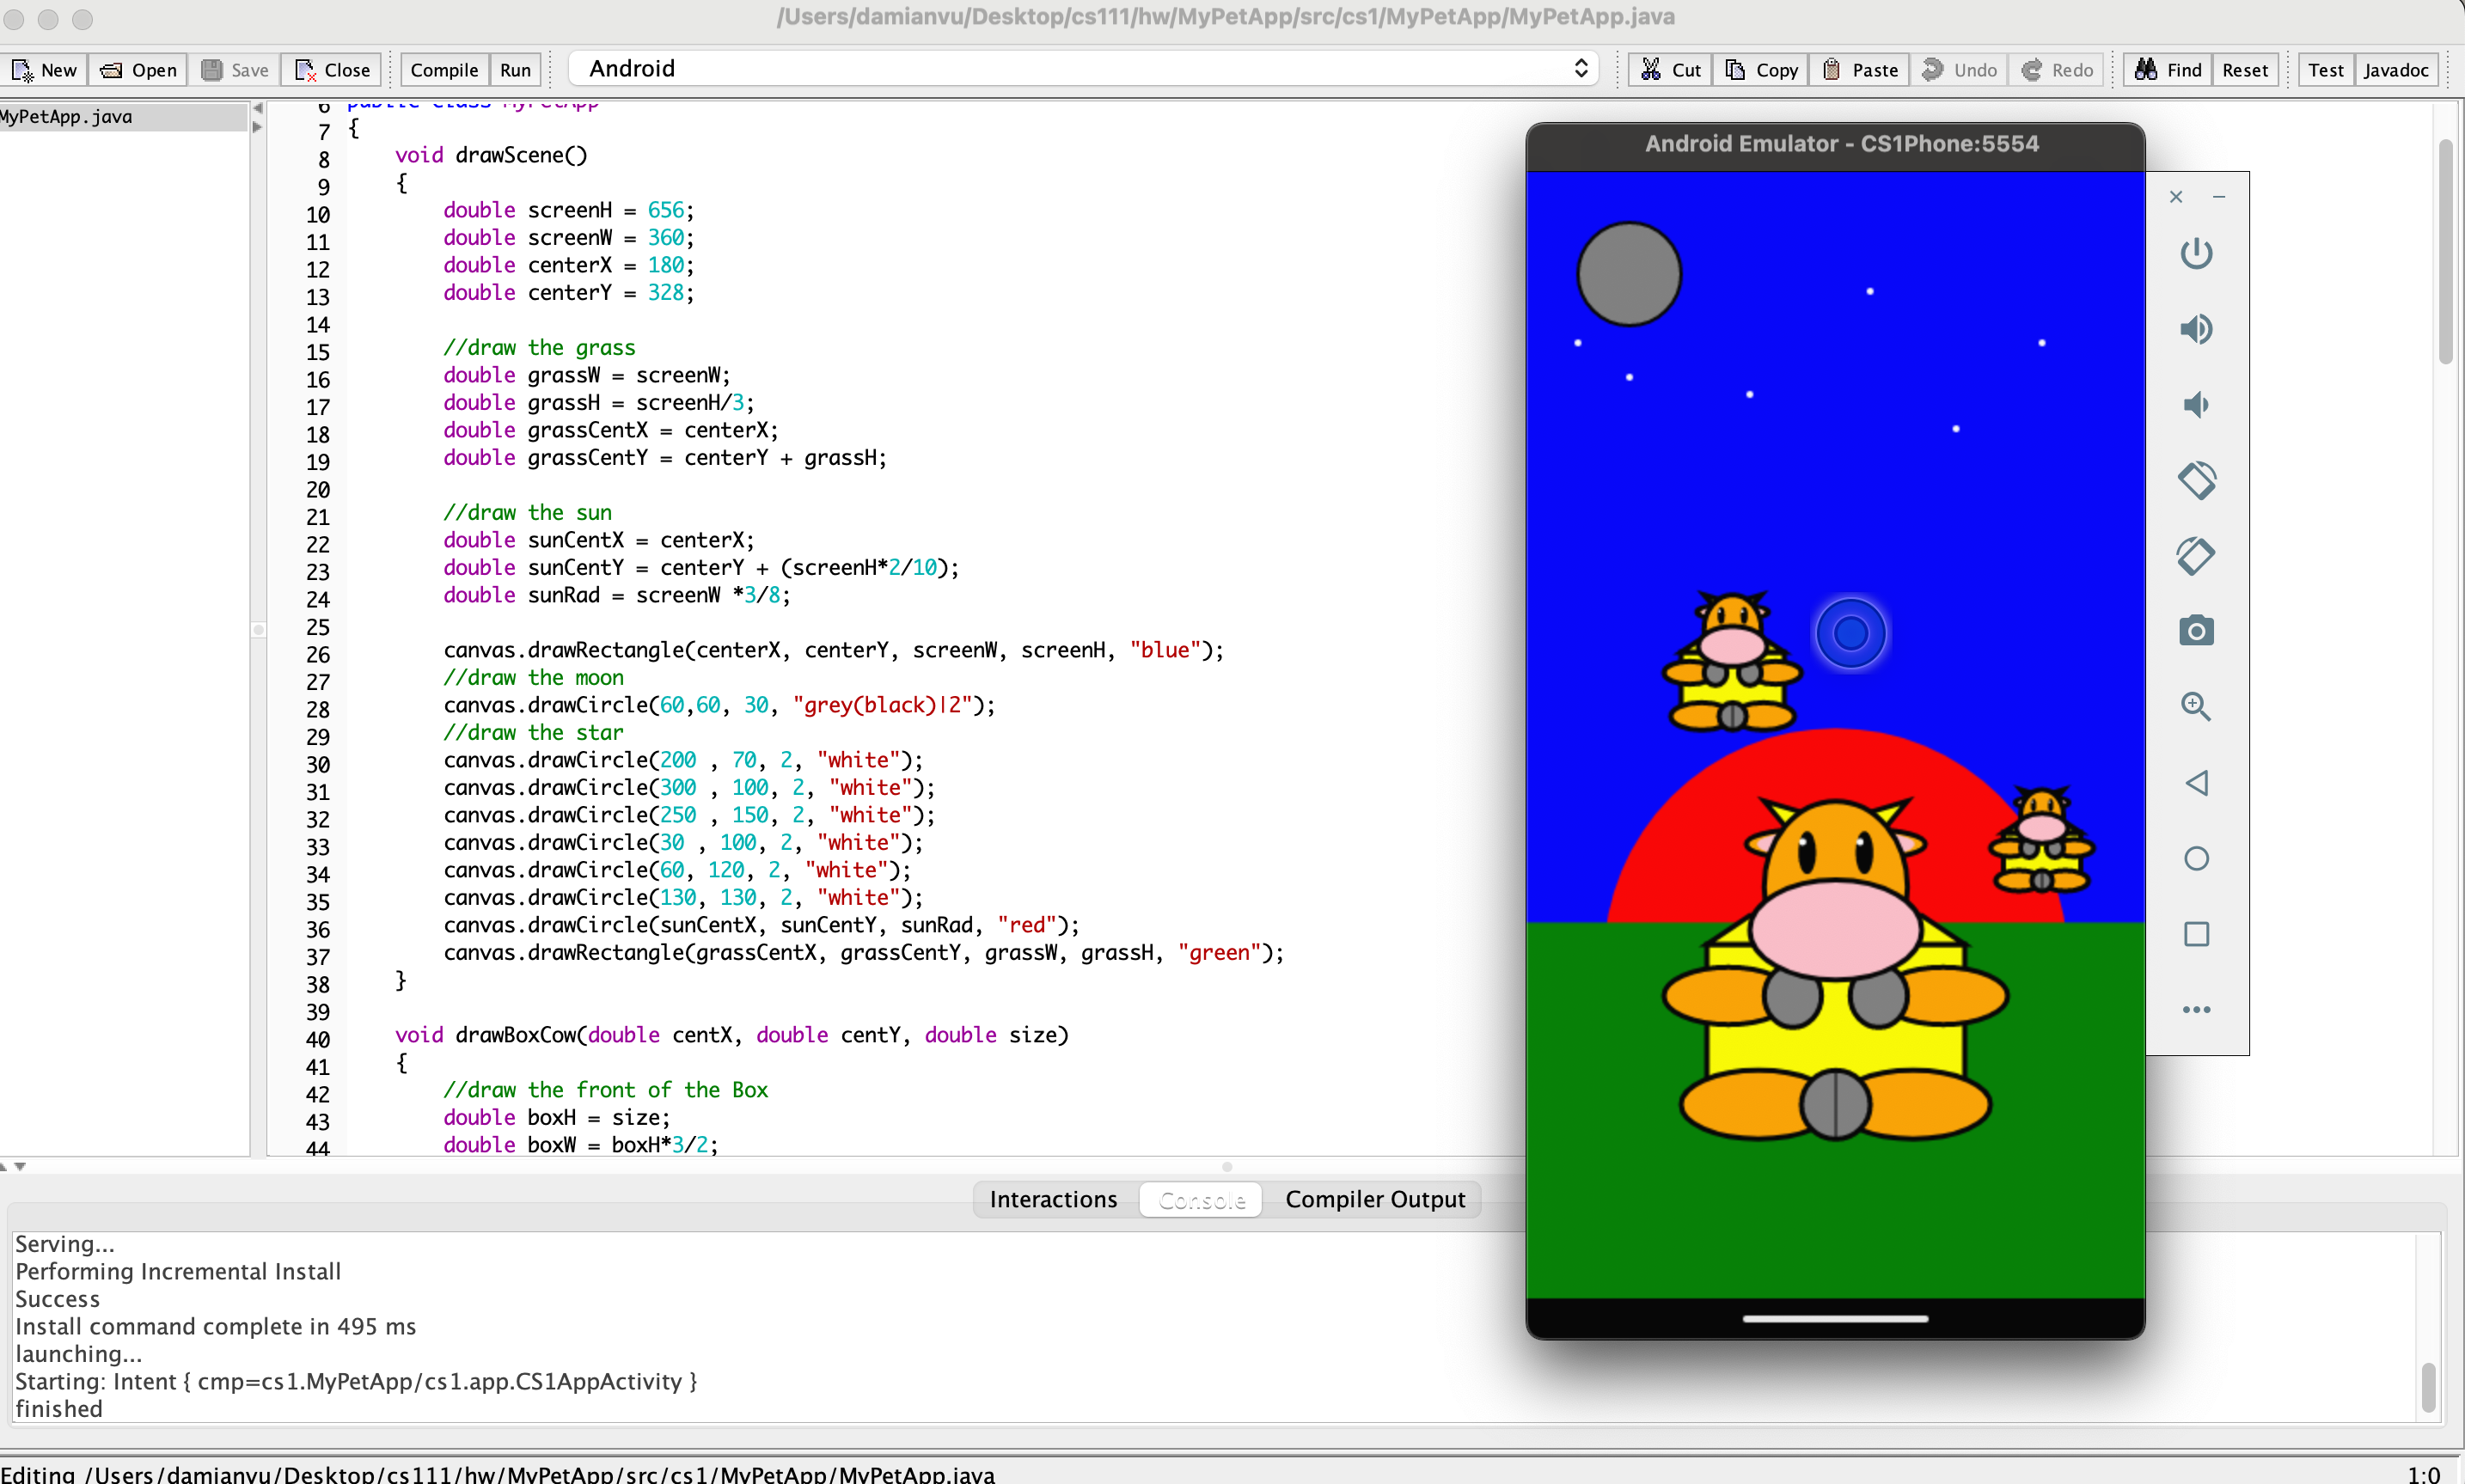 /Users/damianvu/Desktop/cs111/hw/MyPetApp/src/cs1/MyPetApp/MyPetApp.java
New Open Save Close Compile Run Android Cut Copy Paste Undo Redo Find Reset Test Javadoc
MyPetApp.java
6 public class MyPetApp
7 {
8 void drawScene()
9 {
10 double screenH = 656;
11 double screenW = 360;
12 double centerX = 180;
13 double centerY = 328;
14
15 //draw the grass
16 double grassW = screenW;
17 double grassH = screenH/3;
18 double grassCentX = centerX;
19 double grassCentY = centerY + grassH;
20
21 //draw the sun
22 double sunCentX = centerX;
23 double sunCentY = centerY + (screenH*2/10);
24 double sunRad = screenW *3/8;
25
26 canvas.drawRectangle(centerX, centerY, screenW, screenH, "blue");
27 //draw the moon
28 canvas.drawCircle(60,60, 30, "grey(black)|2");
29 //draw the star
30 canvas.drawCircle(200 , 70, 2, "white");
31 canvas.drawCircle(300 , 100, 2, "white");
32 canvas.drawCircle(250 , 150, 2, "white");
33 canvas.drawCircle(30 , 100, 2, "white");
34 canvas.drawCircle(60, 120, 2, "white");
35 canvas.drawCircle(130, 130, 2, "white");
36 canvas.drawCircle(sunCentX, sunCentY, sunRad, "red");
37 canvas.drawRectangle(grassCentX, grassCentY, grassW, grassH, "green");
38 }
39
40 void drawBoxCow(double centX, double centY, double size)
41 {
42 //draw the front of the Box
43 double boxH = size;
44 double boxW = boxH*3/2;
Android Emulator - CS1Phone:5554
Interactions Console Compiler Output
Serving...
Performing Incremental Install
Success
Install command complete in 495 ms
launching...
Starting: Intent { cmp=cs1.MyPetApp/cs1.app.CS1AppActivity }
finished
Editing /Users/damianvu/Desktop/cs111/hw/MyPetApp/src/cs1/MyPetApp/MyPetApp.java 1:0